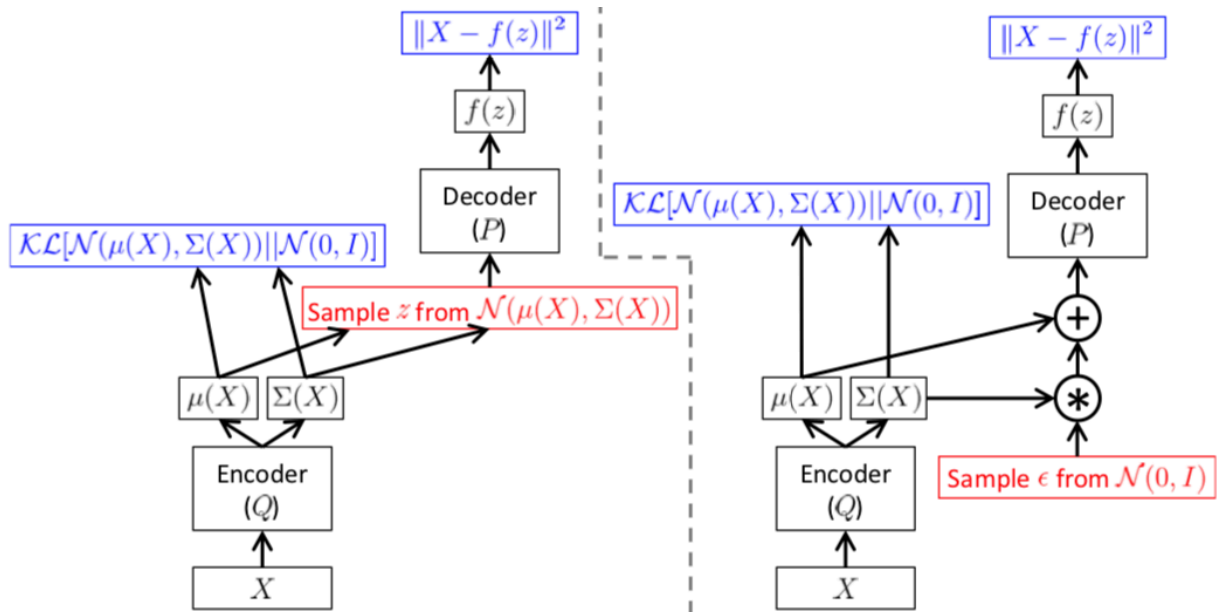 ‖X − f(z)‖²
f(z)
Decoder
(P)
𝒦ℒ[𝒩(μ(X), Σ(X))||𝒩(0, I)]
Sample z from 𝒩(μ(X), Σ(X))
μ(X)
Σ(X)
Encoder
(Q)
X
‖X − f(z)‖²
f(z)
Decoder
(P)
𝒦ℒ[𝒩(μ(X), Σ(X))||𝒩(0, I)]
+
μ(X)
Σ(X)
*
Encoder
(Q)
Sample ϵ from 𝒩(0, I)
X